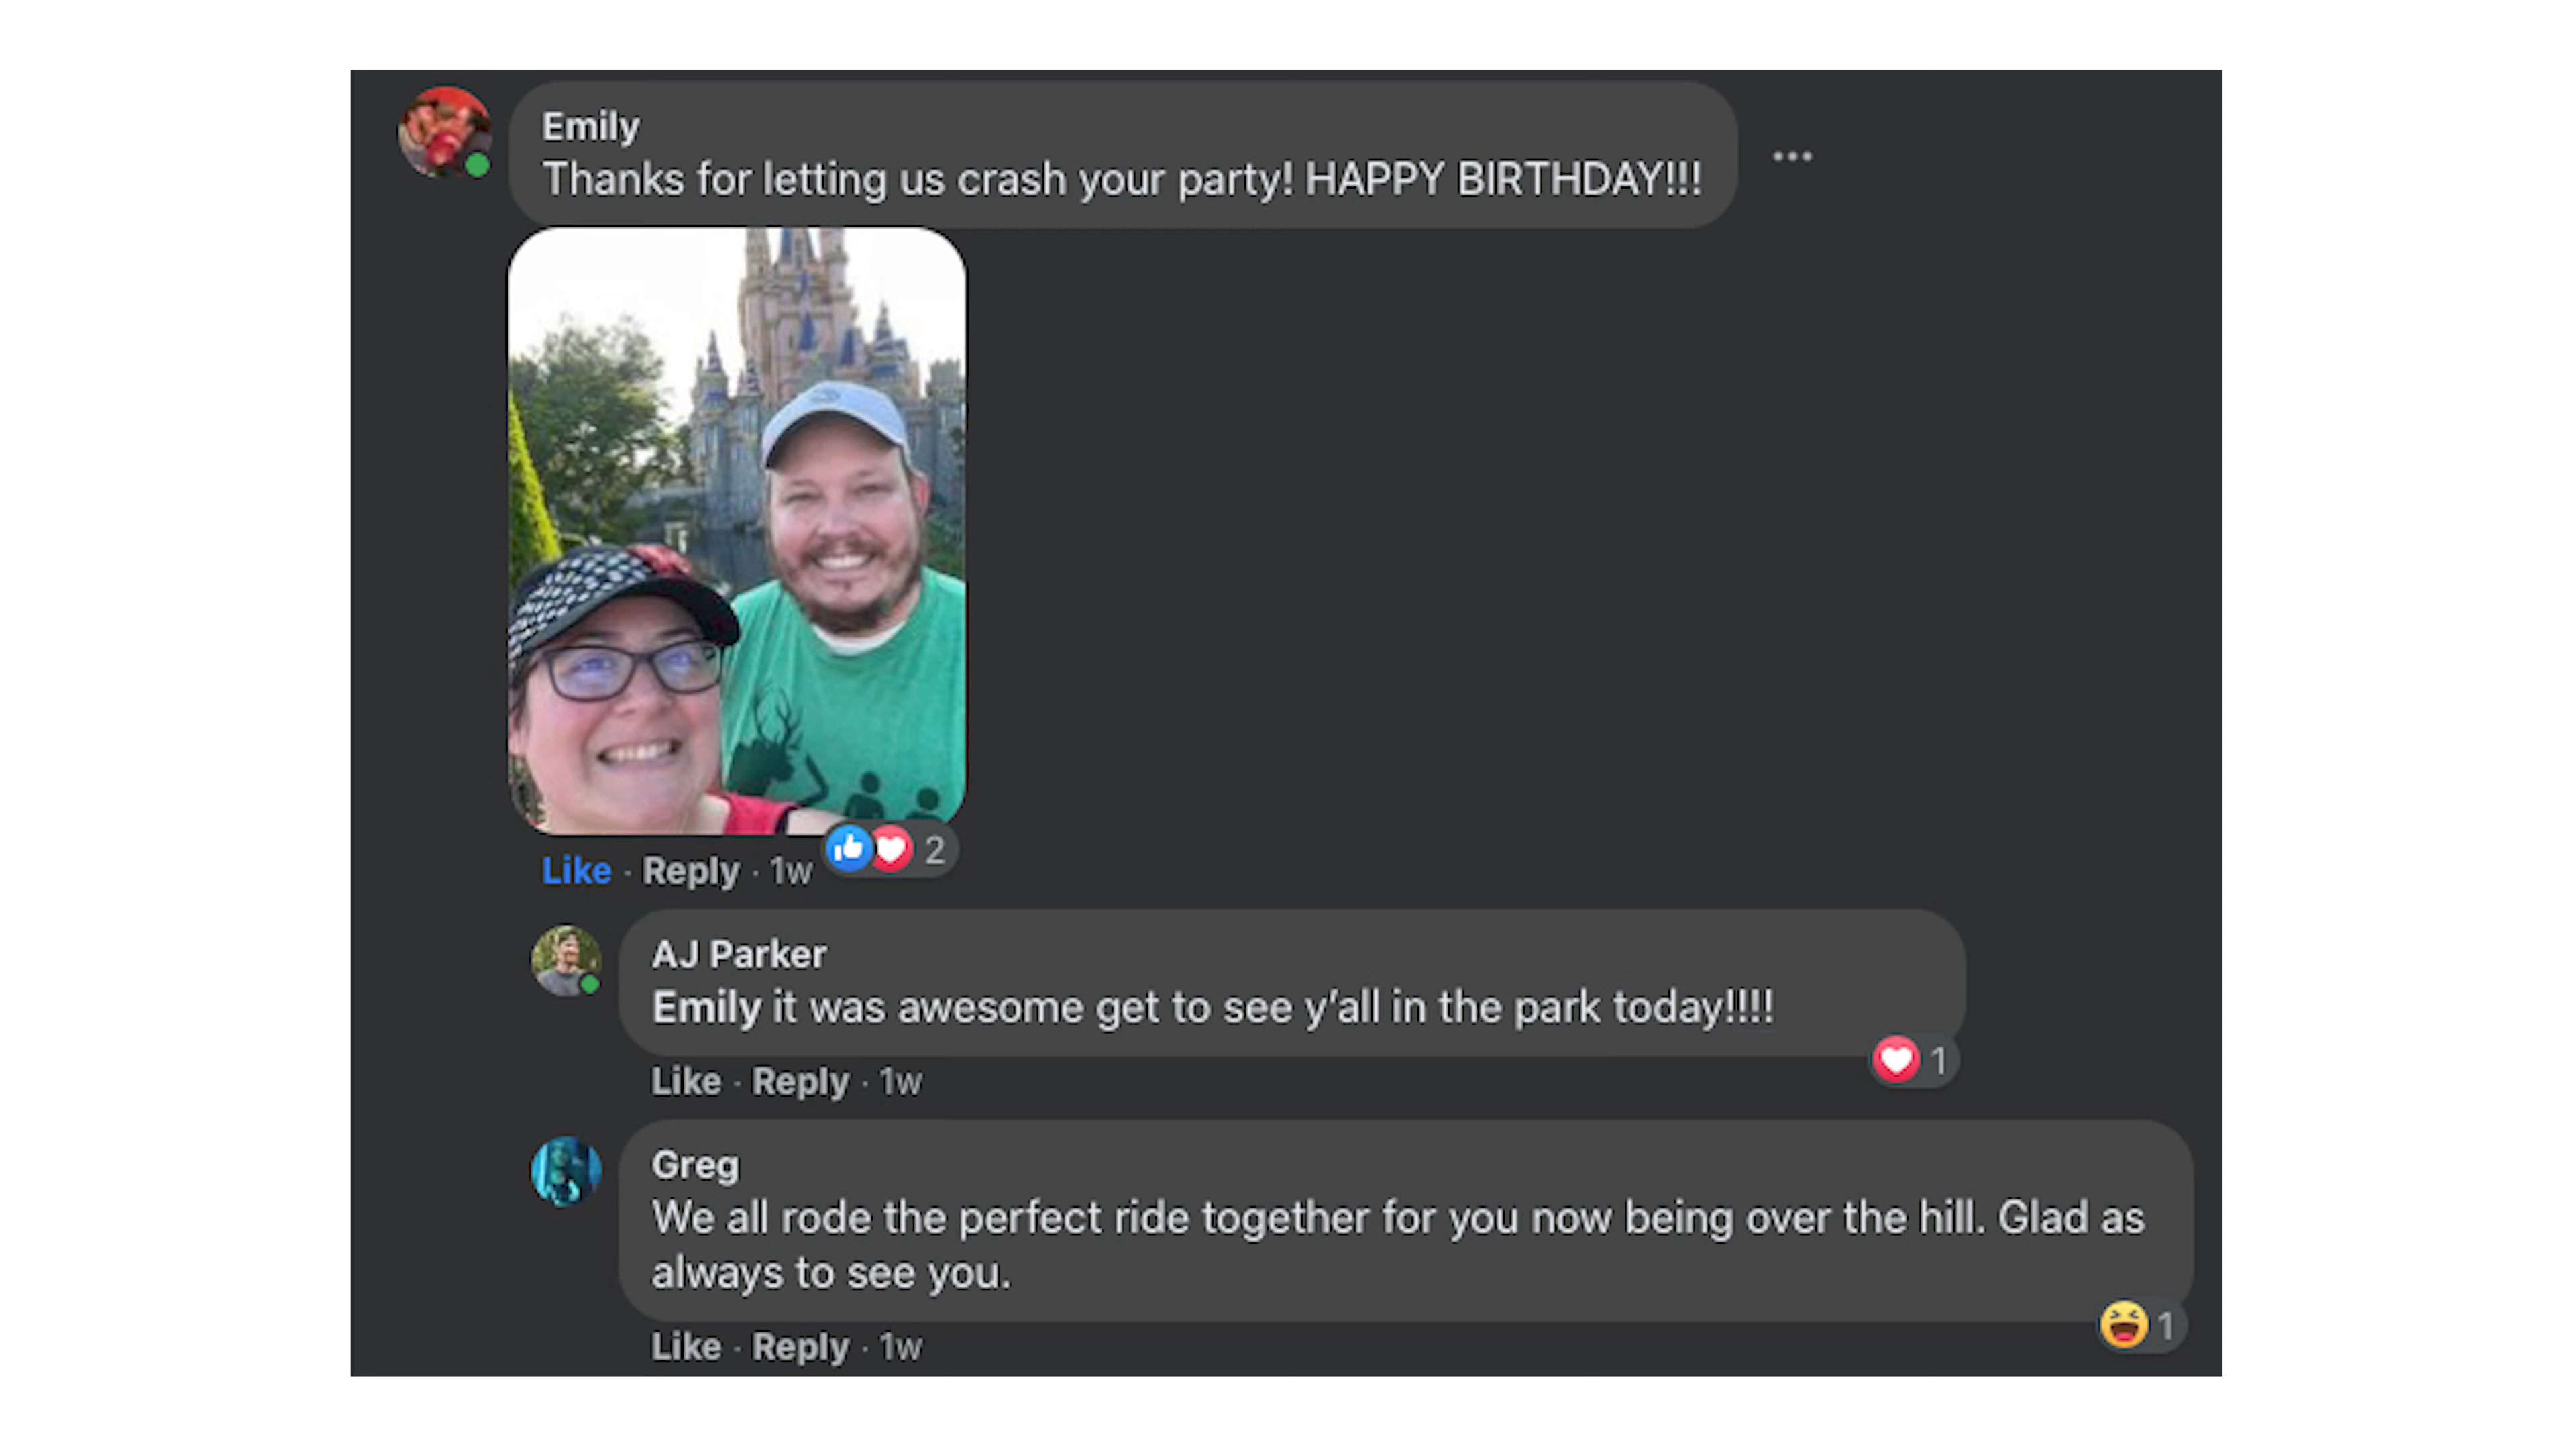 Emily
Thanks for letting us crash your party! HAPPY BIRTHDAY!!!
Like · Reply · 1w
2
AJ Parker
Emily it was awesome get to see y'all in the park today!!!!
1
Like · Reply · 1w
Greg
We all rode the perfect ride together for you now being over the hill. Glad as
always to see you.
1
Like · Reply · 1w